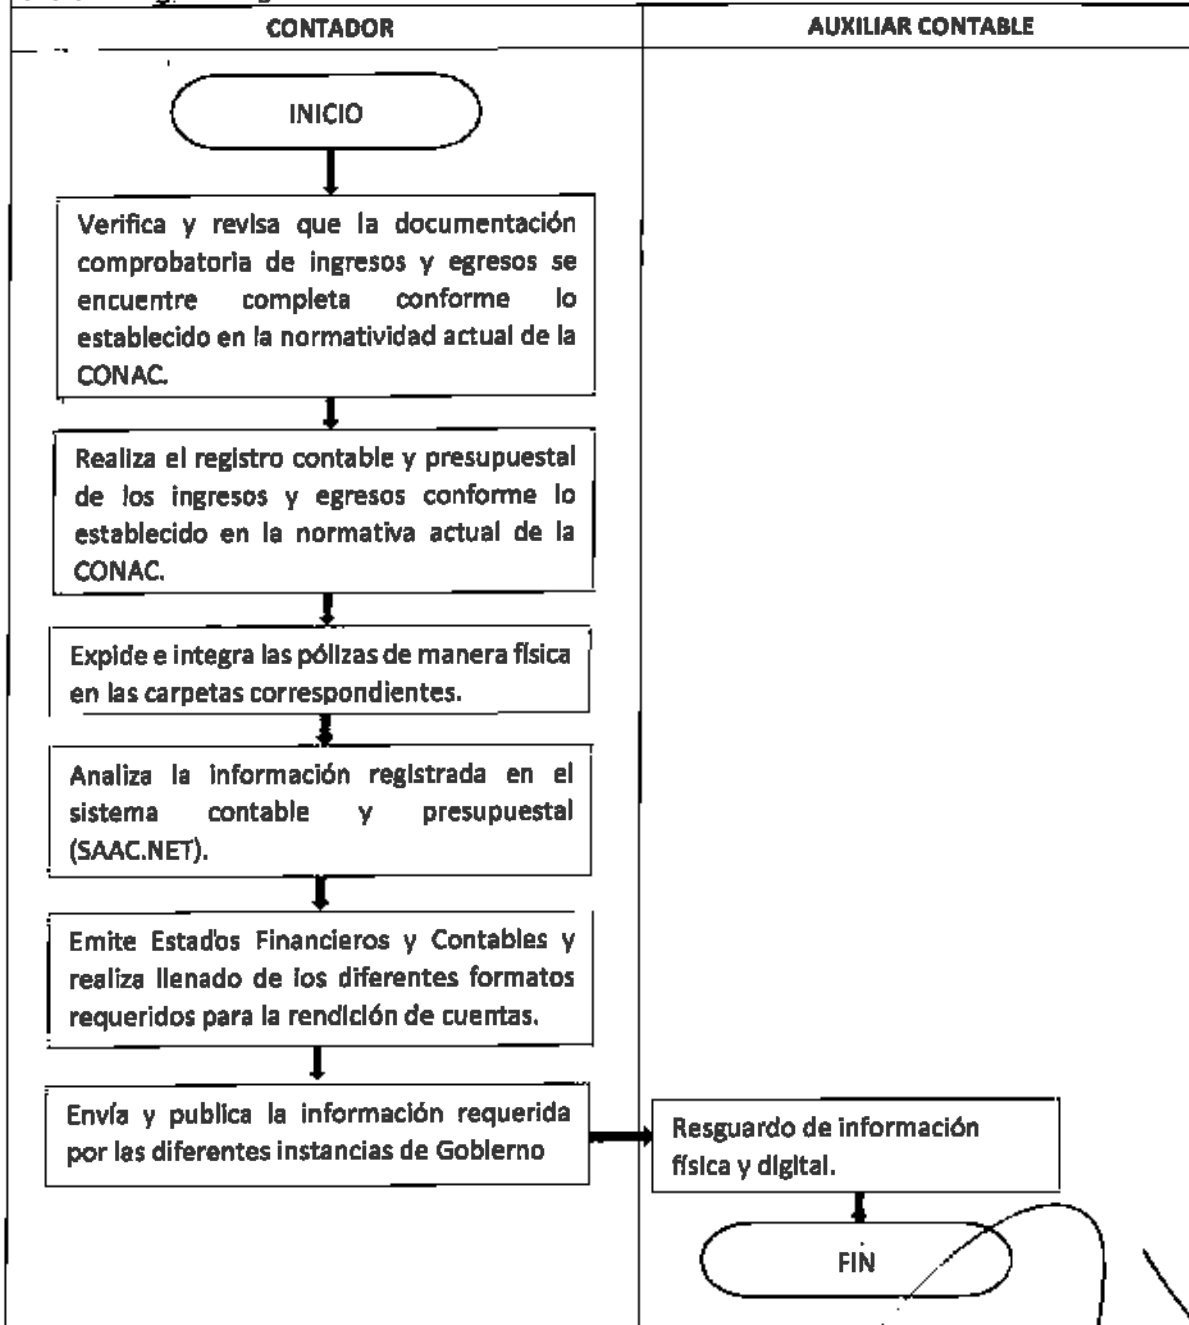 CONTADOR
AUXILIAR CONTABLE
INICIO
Verifica y revisa que la documentación
comprobatoria de ingresos y egresos se
encuentre completa conforme lo
establecido en la normatividad actual de la
CONAC.
Realiza el registro contable y presupuestal
de los ingresos y egresos conforme lo
establecido en la normativa actual de la
CONAC.
Expide e integra las pólizas de manera física
en las carpetas correspondientes.
Analiza la información registrada en el
sistema contable y presupuestal
(SAAC.NET).
Emite Estados Financieros y Contables y
realiza llenado de los diferentes formatos
requeridos para la rendición de cuentas.
Envía y publica la información requerida
por las diferentes instancias de Gobierno
Resguardo de información
física y digital.
FIN